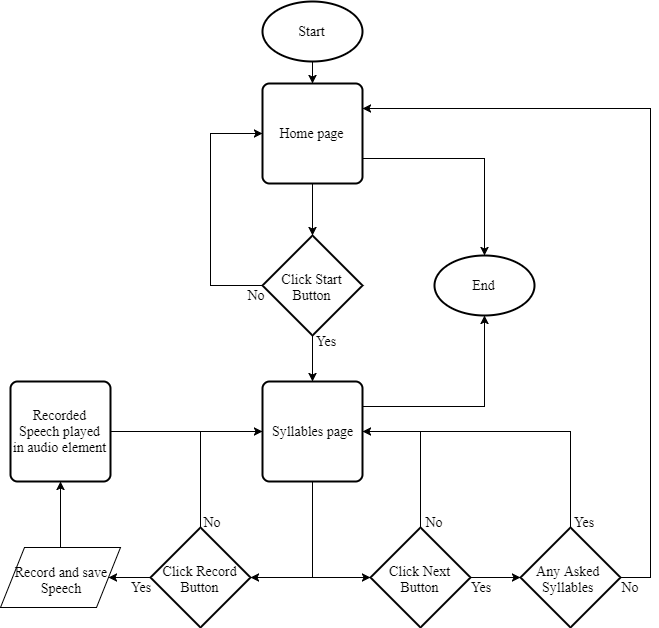 Start
Home page
Click Start
Button
No
End
Yes
Recorded
Speech played
in audio element
Syllables page
No
No
Yes
Record and save
Speech
Yes
Click Record
Button
Click Next
Button
Yes
Any Asked
Syllables
No